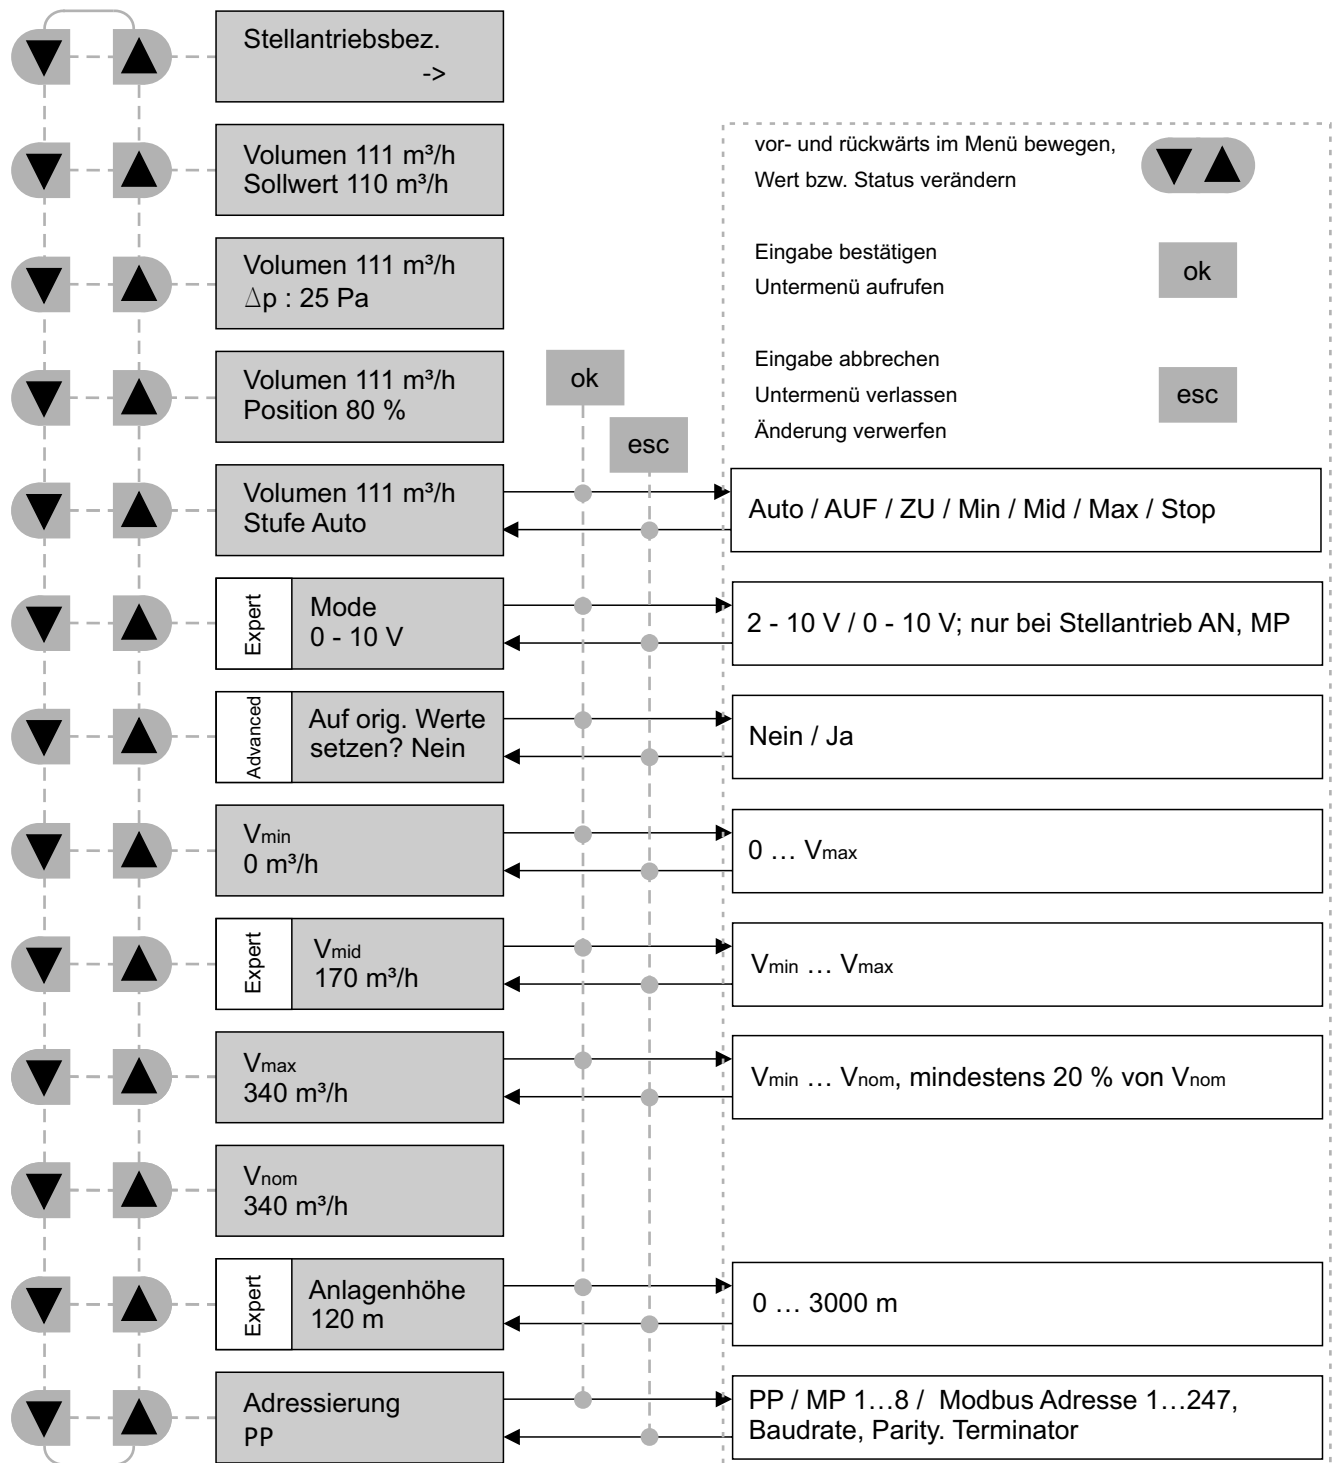 Stellantriebsbez.
->
Volumen 111 m³/h
Sollwert 110 m³/h
vor- und rückwärts im Menü bewegen,
Wert bzw. Status verändern
Volumen 111 m³/h
Δp : 25 Pa
Eingabe bestätigen
Untermenü aufrufen
ok
Volumen 111 m³/h
Position 80 %
ok
esc
Eingabe abbrechen
Untermenü verlassen
Änderung verwerfen
esc
Volumen 111 m³/h
Stufe Auto
Auto / AUF / ZU / Min / Mid / Max / Stop
Expert
Mode
0 - 10 V
2 - 10 V / 0 - 10 V; nur bei Stellantrieb AN, MP
Advanced
Auf orig. Werte
setzen? Nein
Nein / Ja
Vmin
0 m³/h
0 … Vmax
Expert
Vmid
170 m³/h
Vmin … Vmax
Vmax
340 m³/h
Vmin … Vnom, mindestens 20 % von Vnom
Vnom
340 m³/h
Expert
Anlagenhöhe
120 m
0 … 3000 m
Adressierung
PP
PP / MP 1…8 / Modbus Adresse 1…247,
Baudrate, Parity. Terminator